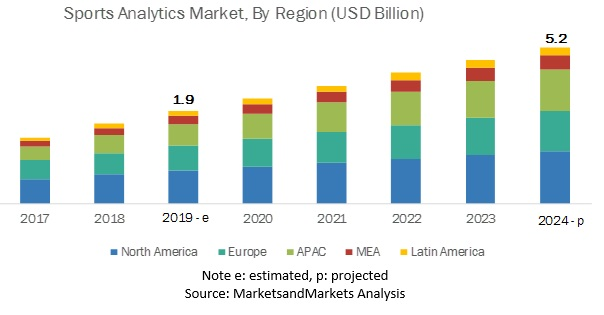 Sports Analytics Market, By Region (USD Billion)
5.2
1.9
2017 2018 2019 - e 2020 2021 2022 2023 2024 - p
North America Europe APAC MEA Latin America
Note e: estimated, p: projected
Source: MarketsandMarkets Analysis